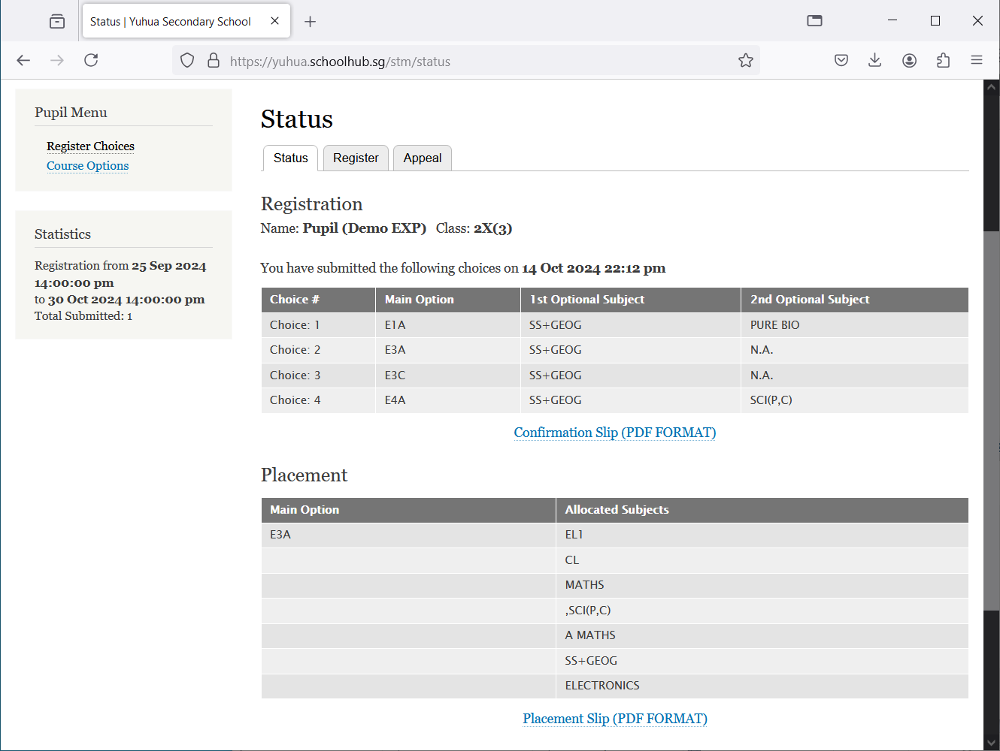 Status | Yuhua Secondary School
https://yuhua.schoolhub.sg/stm/status
Pupil Menu
Register Choices
Course Options
Statistics
Registration from 25 Sep 2024
14:00:00 pm
to 30 Oct 2024 14:00:00 pm
Total Submitted: 1
Status
Status Register Appeal
Registration
Name: Pupil (Demo EXP) Class: 2X(3)
You have submitted the following choices on 14 Oct 2024 22:12 pm
Choice # Main Option 1st Optional Subject 2nd Optional Subject
Choice: 1 E1A SS+GEOG PURE BIO
Choice: 2 E3A SS+GEOG N.A.
Choice: 3 E3C SS+GEOG N.A.
Choice: 4 E4A SS+GEOG SCI(P,C)
Confirmation Slip (PDF FORMAT)
Placement
Main Option Allocated Subjects
E3A EL1
CL
MATHS
,SCI(P,C)
A MATHS
SS+GEOG
ELECTRONICS
Placement Slip (PDF FORMAT)